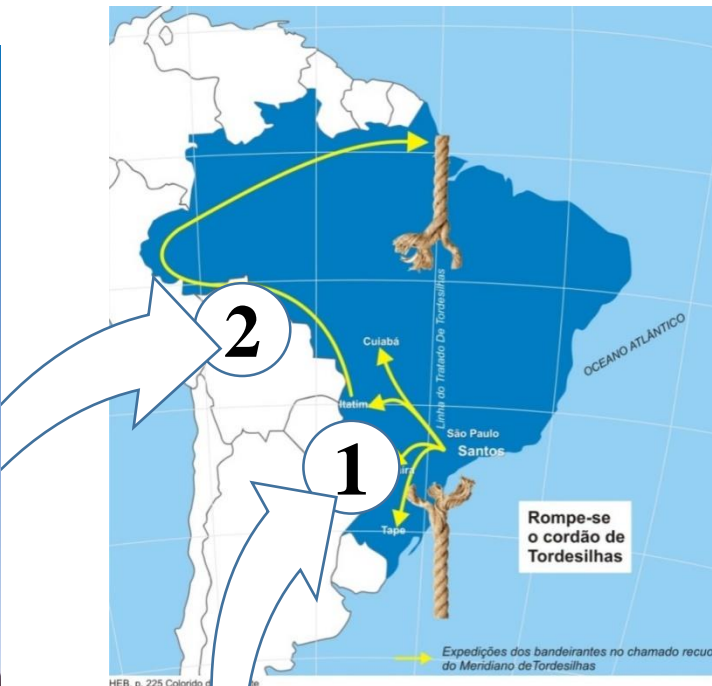 2
Cuiabá
Linha do Tratado De Tordesilhas
OCEANO ATLÂNTICO
Itatim
São Paulo
Santos
1
Tape
Rompe-se
o cordão de
Tordesilhas
Expedições dos bandeirantes no chamado
do Meridiano de Tordesilhas
HEB, p. 225 Colorido